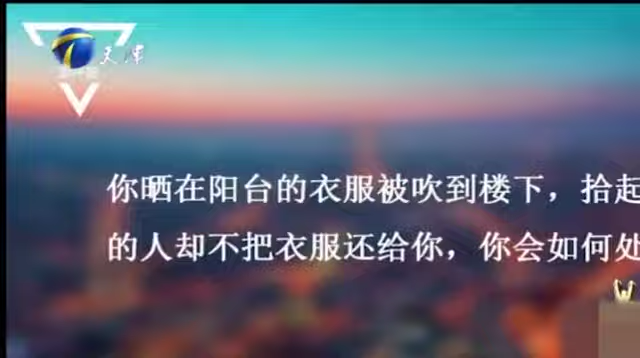 天津
你晒在阳台的衣服被吹到楼下，拾起
的人却不把衣服还给你，你会如何处